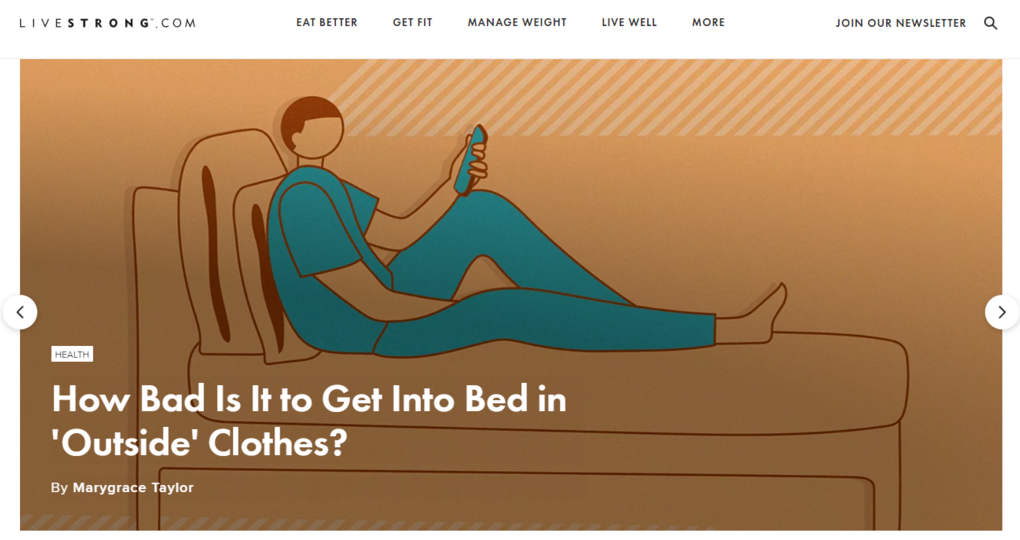 LIVESTRONG.COM
EAT BETTER GET FIT MANAGE WEIGHT LIVE WELL MORE JOIN OUR NEWSLETTER
HEALTH
How Bad Is It to Get Into Bed in
'Outside' Clothes?
By Marygrace Taylor